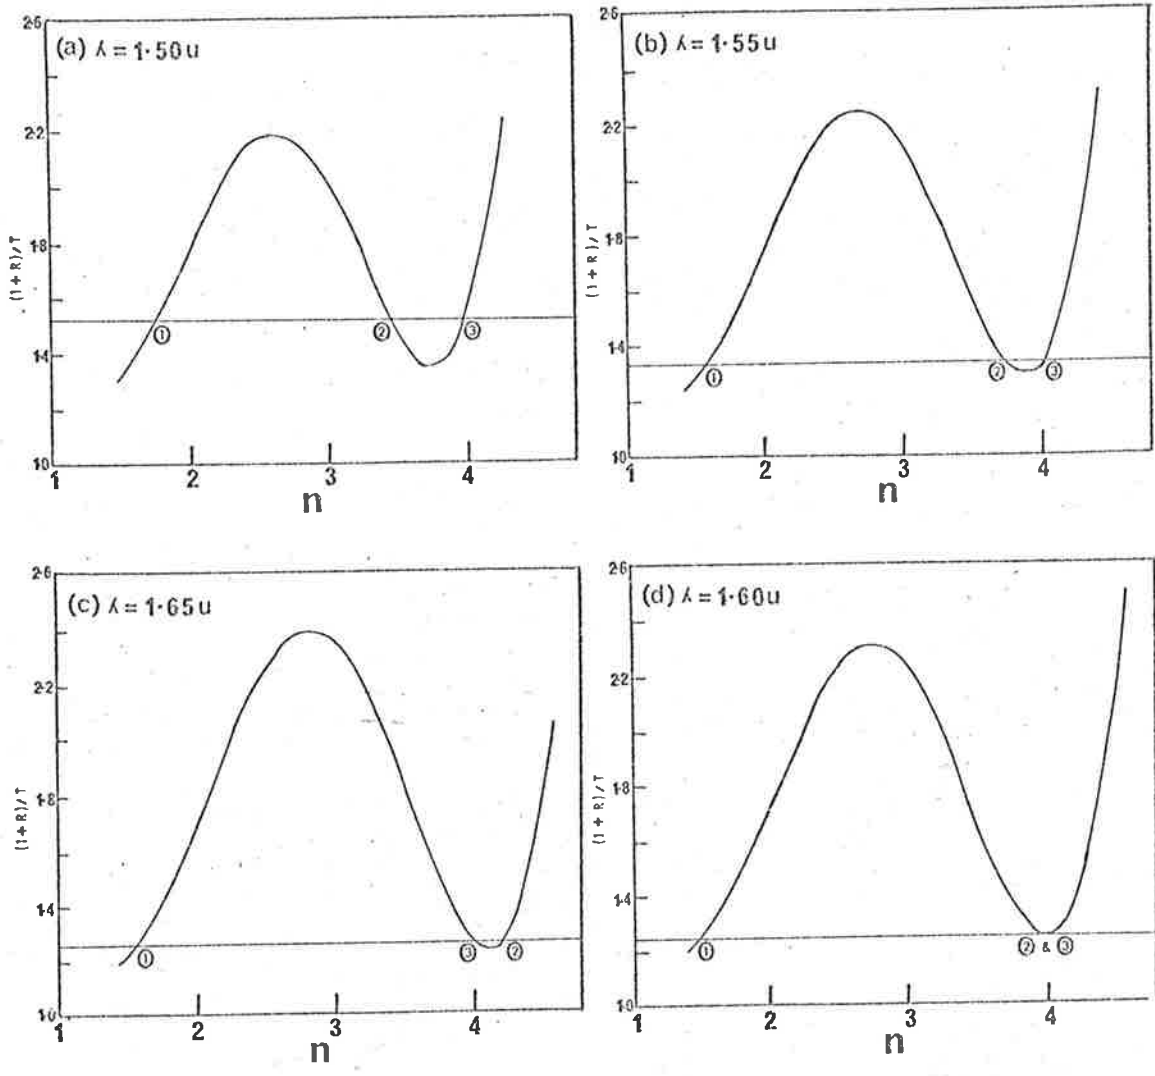 (a) λ = 1·50u
2·6
2·2
1·8
1·4
1·0
(1+R)/T
① ② ③
1 2 3 4
n
(b) λ = 1·55u
2·6
2·2
1·8
1·4
1·0
(1+R)/T
① ② ③
1 2 3 4
n
(c) λ = 1·65u
2·6
2·2
1·8
1·4
1·0
(1+R)/T
① ③ ②
1 2 3 4
n
(d) λ = 1·60u
2·6
2·2
1·8
1·4
1·0
(1+R)/T
① ② & ③
1 2 3 4
n